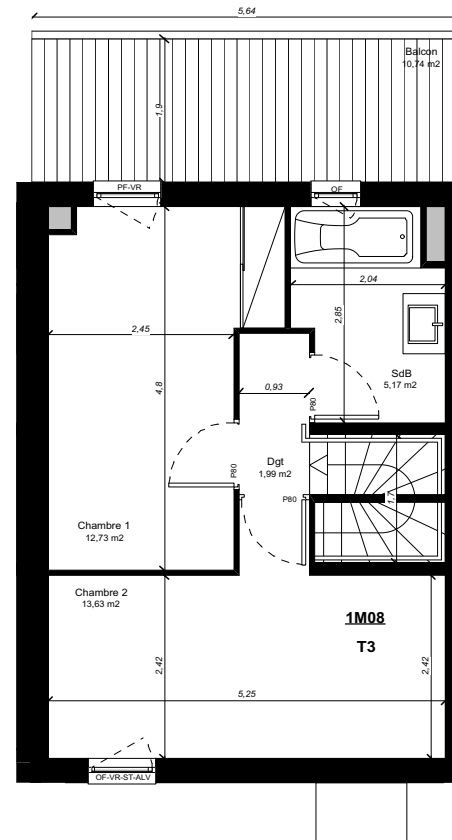 5,64
Balcon
10,74 m2
1,9
PF-VR
OF
2,04
2,85
2,45
SdB
5,17 m2
4,8
0,93
P80
Dgt
1,99 m2
P80
P80
1,7
Chambre 1
12,73 m2
Chambre 2
13,63 m2
1M08
T3
2,42
2,42
5,25
OF-VR-ST-ALV